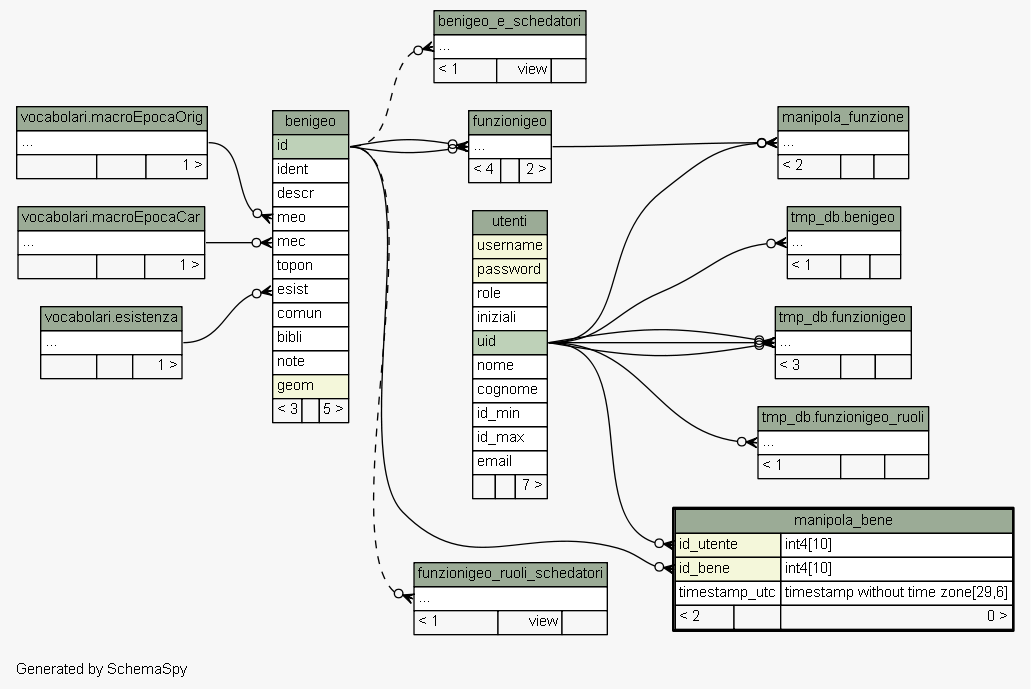 benigeo_e_schedatori
...
< 1 view
vocabolari.macroEpocaOrig
...
1 >
vocabolari.macroEpocaCar
...
1 >
vocabolari.esistenza
...
1 >
benigeo
id
ident
descr
meo
mec
topon
esist
comun
bibli
note
geom
< 3 5 >
funzionigeo
...
< 4 2 >
utenti
username
password
role
iniziali
uid
nome
cognome
id_min
id_max
email
7 >
manipola_funzione
...
< 2
tmp_db.benigeo
...
< 1
tmp_db.funzionigeo
...
< 3
tmp_db.funzionigeo_ruoli
...
< 1
manipola_bene
id_utente int4[10]
id_bene int4[10]
timestamp_utc timestamp without time zone[29,6]
< 2 0 >
funzionigeo_ruoli_schedatori
...
< 1 view
Generated by SchemaSpy